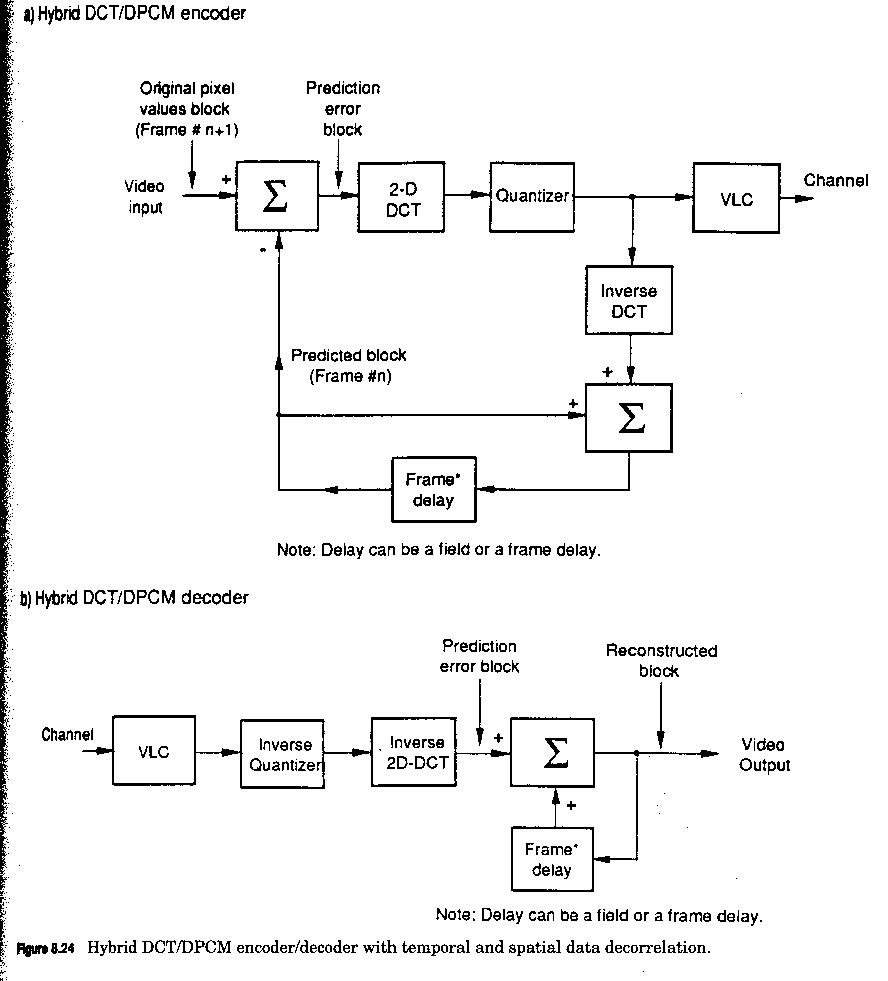 a) Hybrid DCT/DPCM encoder
Original pixel
values block
(Frame # n+1)
Prediction
error
block
Video
input
+
Σ
-
2-D
DCT
Quantizer
VLC
Channel
Inverse
DCT
+
Predicted block
(Frame #n)
+
Σ
Frame*
delay
Note: Delay can be a field or a frame delay.
b) Hybrid DCT/DPCM decoder
Prediction
error block
Reconstructed
block
Channel
VLC
Inverse
Quantizer
Inverse
2D-DCT
+
Σ
Video
Output
+
Frame*
delay
Note: Delay can be a field or a frame delay.
Figure 8.24 Hybrid DCT/DPCM encoder/decoder with temporal and spatial data decorrelation.